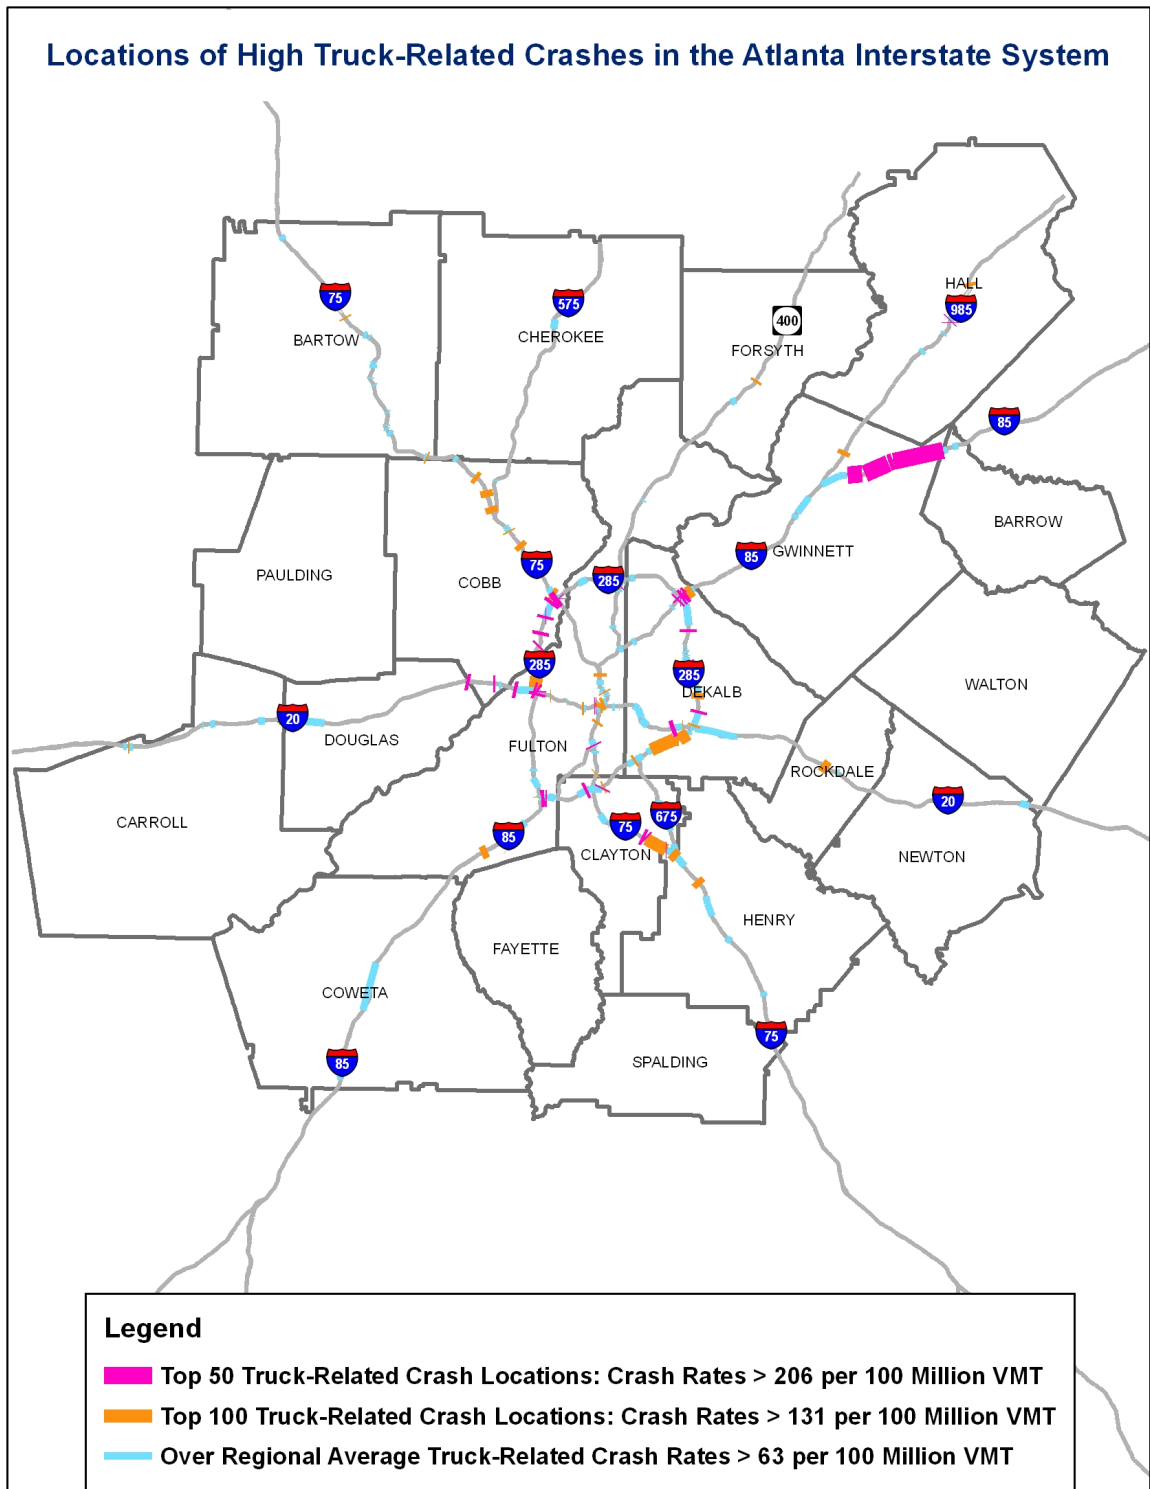 Locations of High Truck-Related Crashes in the Atlanta Interstate System
HALL
985
75
575
400
BARTOW
CHEROKEE
FORSYTH
85
BARROW
75
285
85
GWINNETT
PAULDING
COBB
285
285
DEKALB
WALTON
20
DOUGLAS
FULTON
ROCKDALE
20
CARROLL
85
75
675
CLAYTON
NEWTON
HENRY
FAYETTE
COWETA
75
85
SPALDING
Legend
Top 50 Truck-Related Crash Locations: Crash Rates > 206 per 100 Million VMT
Top 100 Truck-Related Crash Locations: Crash Rates > 131 per 100 Million VMT
Over Regional Average Truck-Related Crash Rates > 63 per 100 Million VMT